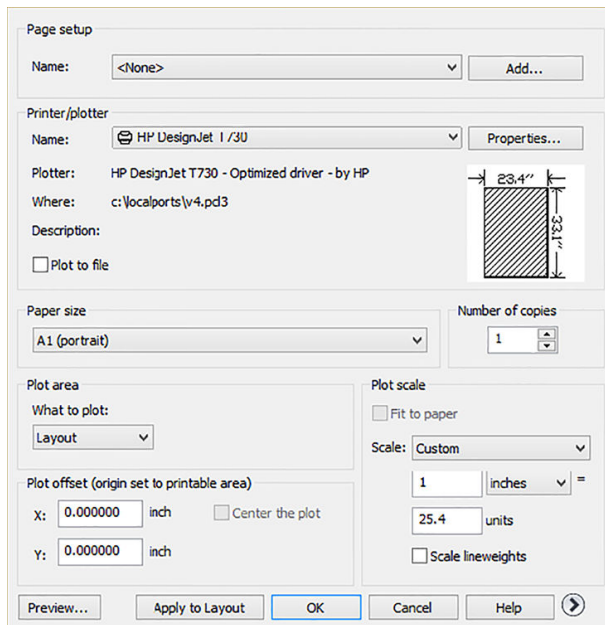 Page setup
Name: <None> Add...
Printer/plotter
Name: HP DesignJet T730 Properties...
Plotter: HP DesignJet T730 - Optimized driver - by HP
Where: c:\localports\v4.pcl3
Description:
Plot to file
23.4''
33.1''
Paper size
A1 (portrait)
Number of copies
1
Plot area
What to plot:
Layout
Plot scale
Fit to paper
Scale: Custom
1 inches =
25.4 units
Scale lineweights
Plot offset (origin set to printable area)
X: 0.000000 inch Center the plot
Y: 0.000000 inch
Preview... Apply to Layout OK Cancel Help